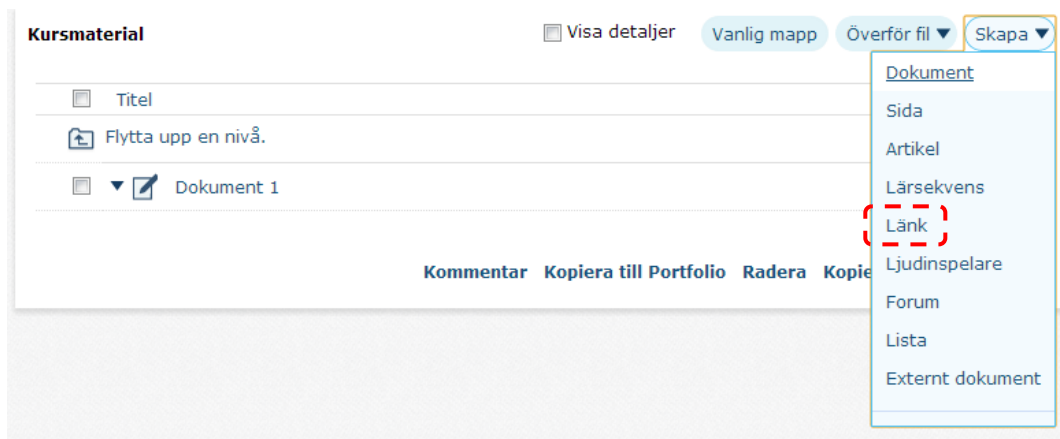 Kursmaterial Visa detaljer Vanlig mapp Överför fil Skapa
Dokument
Titel
Sida
Flytta upp en nivå.
Artikel
Dokument 1
Lärsekvens
Länk
Ljudinspelare
Kommentar Kopiera till Portfolio Radera Kopie
Forum
Lista
Externt dokument